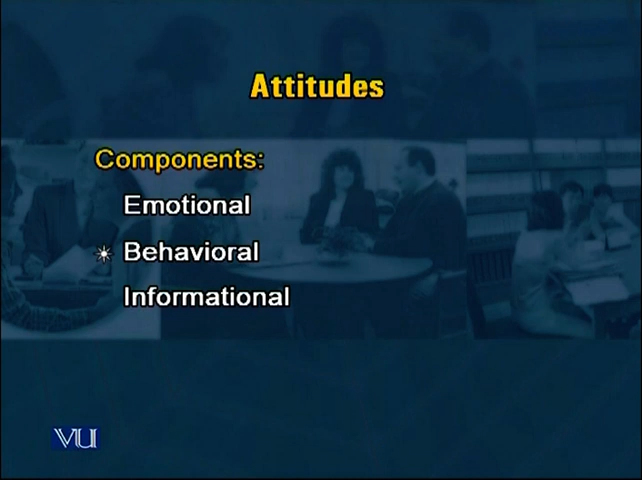 Attitudes
Components:
Emotional
Behavioral
Informational
VU